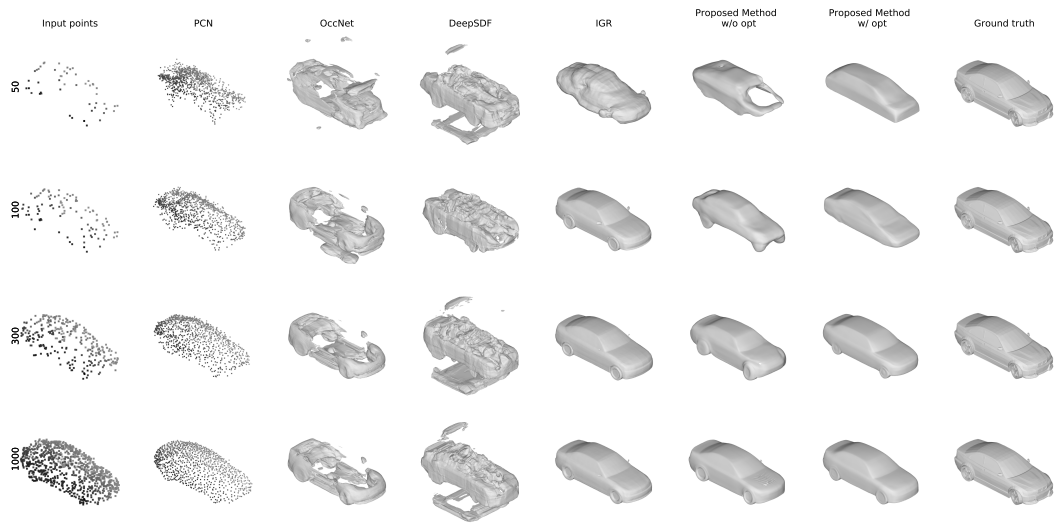 Input points
PCN
OccNet
DeepSDF
IGR
Proposed Method
w/o opt
Proposed Method
w/ opt
Ground truth
50
100
300
1000